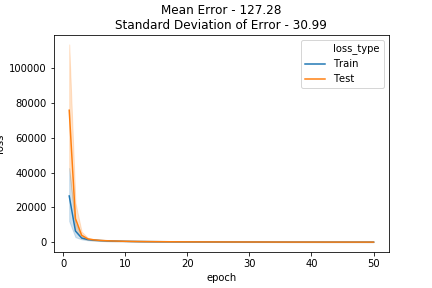 Mean Error - 127.28
Standard Deviation of Error - 30.99
loss_type
Train
Test
100000
80000
60000
40000
20000
0
loss
0
10
20
30
40
50
epoch